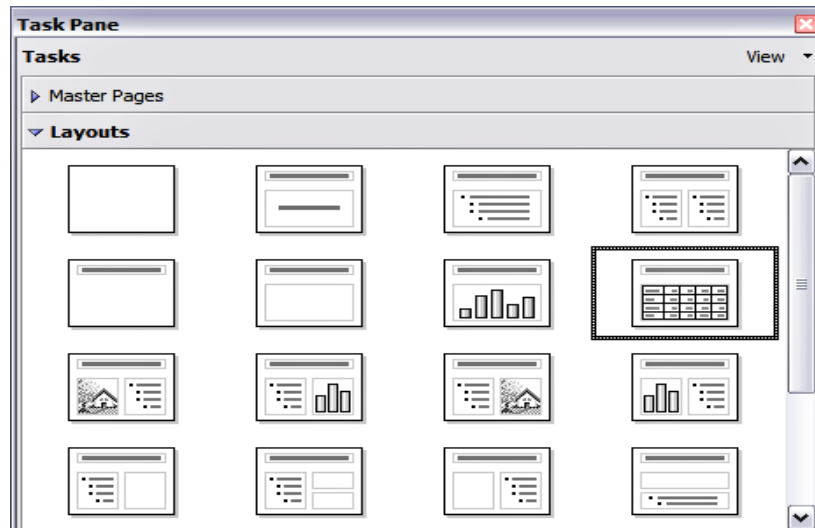 Task Pane
Tasks
View
Master Pages
Layouts